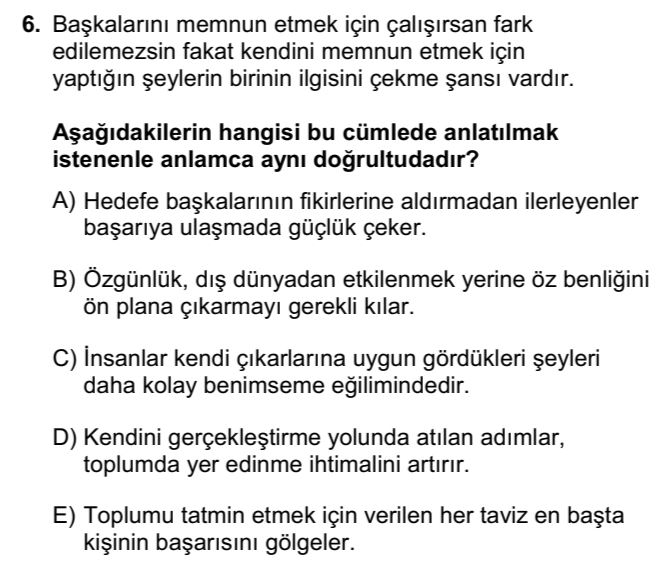 6. Başkalarını memnun etmek için çalışırsan fark
edilemezsin fakat kendini memnun etmek için
yaptığın şeylerin birinin ilgisini çekme şansı vardır.
Aşağıdakilerin hangisi bu cümlede anlatılmak
istenenle anlamca aynı doğrultudadır?
A) Hedefe başkalarının fikirlerine aldırmadan ilerleyenler
başarıya ulaşmada güçlük çeker.
B) Özgünlük, dış dünyadan etkilenmek yerine öz benliğini
ön plana çıkarmayı gerekli kılar.
C) İnsanlar kendi çıkarlarına uygun gördükleri şeyleri
daha kolay benimseme eğilimindedir.
D) Kendini gerçekleştirme yolunda atılan adımlar,
toplumda yer edinme ihtimalini artırır.
E) Toplumu tatmin etmek için verilen her taviz en başta
kişinin başarısını gölgeler.